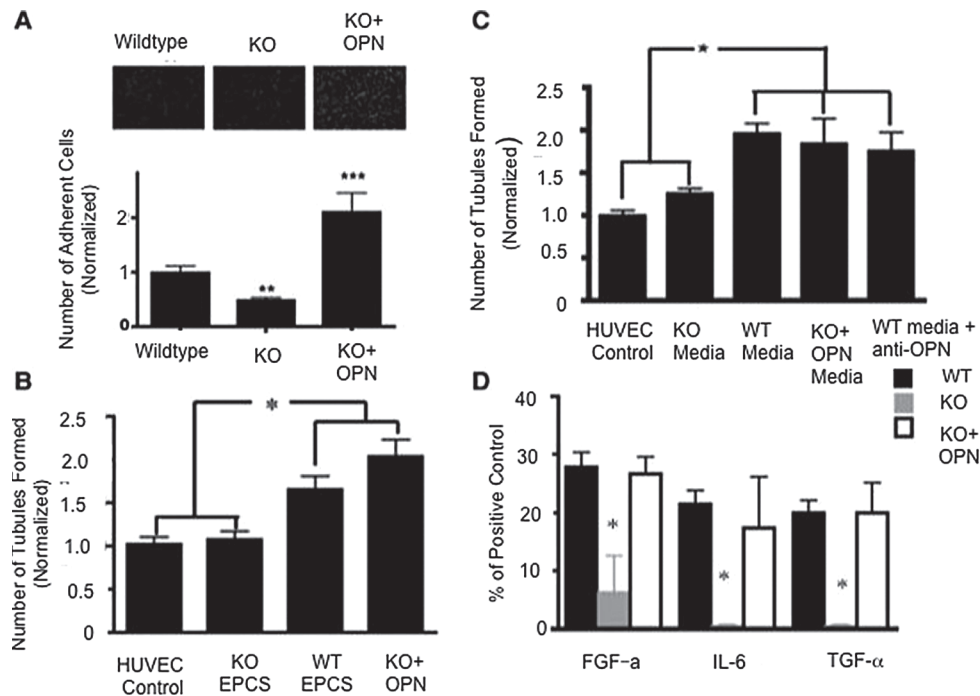 A
Wildtype
KO
KO+
OPN
Number of Adherent Cells
(Normalized)
2
1
0
**
***
Wildtype
KO
KO+
OPN
B
Number of Tubules Formed
(Normalized)
2.5
2.0
1.5
1.0
0.5
0
*
HUVEC
Control
KO
EPCS
WT
EPCS
KO+
OPN
C
Number of Tubules Formed
(Normalized)
2.5
2.0
1.5
1.0
0.5
0
*
HUVEC
Control
KO
Media
WT
Media
KO+
OPN
Media
WT media +
anti-OPN
D
% of Positive Control
40
30
20
10
0
*
*
*
FGF-a
IL-6
TGF-α
WT
KO
KO+
OPN